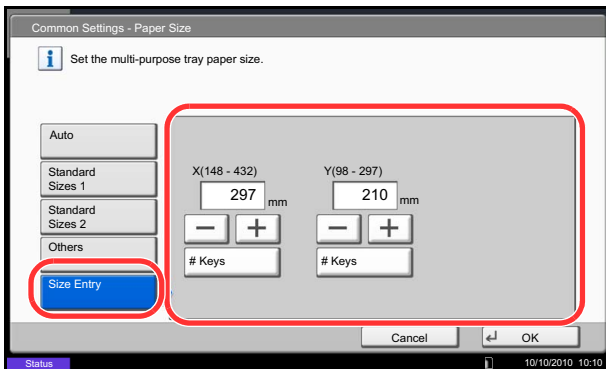 Common Settings - Paper Size
i Set the multi-purpose tray paper size.
Auto
Standard
Sizes 1
Standard
Sizes 2
Others
Size Entry
X(148 - 432)
297 mm
# Keys
Y(98 - 297)
210 mm
# Keys
Cancel
OK
Status
10/10/2010 10:10